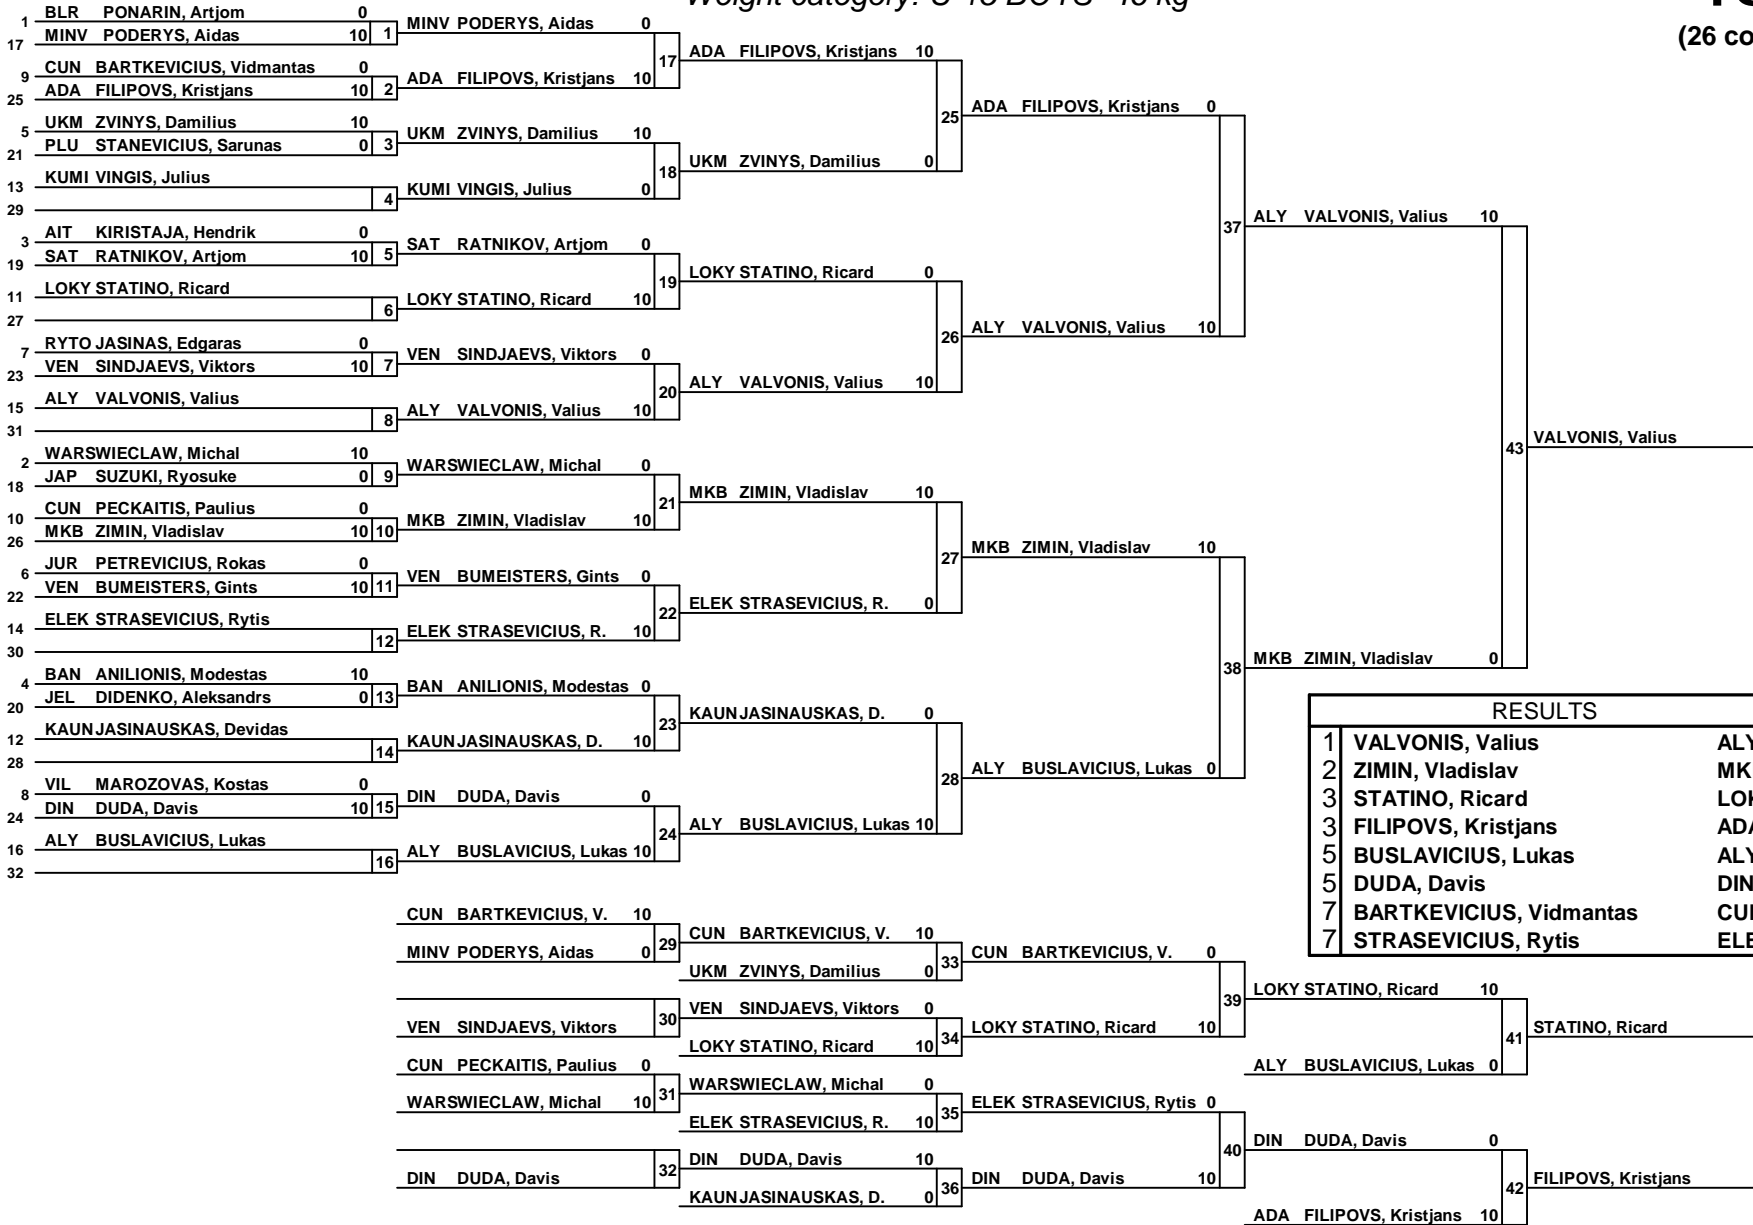 1 BLR PONARIN, Artjom 0
17 MINV PODERYS, Aidas 10 1
9 CUN BARTKEVICIUS, Vidmantas 0
25 ADA FILIPOVS, Kristjans 10 2
5 UKM ZVINYS, Damilius 10
21 PLU STANEVICIUS, Sarunas 0 3
13 KUMI VINGIS, Julius
29 4
3 AIT KIRISTAJA, Hendrik 0
19 SAT RATNIKOV, Artjom 10 5
11 LOKY STATINO, Ricard
27 6
7 RYTO JASINAS, Edgaras 0
23 VEN SINDJAEVS, Viktors 10 7
15 ALY VALVONIS, Valius
31 8
2 WARSWIECLAW, Michal 10
18 JAP SUZUKI, Ryosuke 0 9
10 CUN PECKAITIS, Paulius 0
26 MKB ZIMIN, Vladislav 10 10
6 JUR PETREVICIUS, Rokas 0
22 VEN BUMEISTERS, Gints 10 11
14 ELEK STRASEVICIUS, Rytis
30 12
4 BAN ANILIONIS, Modestas 10
20 JEL DIDENKO, Aleksandrs 0 13
12 KAUN JASINAUSKAS, Devidas
28 14
8 VIL MAROZOVAS, Kostas 0
24 DIN DUDA, Davis 10 15
16 ALY BUSLAVICIUS, Lukas
32 16
MINV PODERYS, Aidas 0
17
ADA FILIPOVS, Kristjans 10
UKM ZVINYS, Damilius 10
18
KUMI VINGIS, Julius 0
SAT RATNIKOV, Artjom 0
19
LOKY STATINO, Ricard 10
VEN SINDJAEVS, Viktors 0
20
ALY VALVONIS, Valius 10
WARSWIECLAW, Michal 0
21
MKB ZIMIN, Vladislav 10
VEN BUMEISTERS, Gints 0
22
ELEK STRASEVICIUS, R. 10
BAN ANILIONIS, Modestas 0
23
KAUN JASINAUSKAS, D. 10
DIN DUDA, Davis 0
24
ALY BUSLAVICIUS, Lukas 10
ADA FILIPOVS, Kristjans 10
25
UKM ZVINYS, Damilius 0
LOKY STATINO, Ricard 0
26
ALY VALVONIS, Valius 10
MKB ZIMIN, Vladislav 10
27
ELEK STRASEVICIUS, R. 0
KAUN JASINAUSKAS, D. 0
28
ALY BUSLAVICIUS, Lukas 10
ADA FILIPOVS, Kristjans 0
37
ALY VALVONIS, Valius 10
MKB ZIMIN, Vladislav 10
38
ALY BUSLAVICIUS, Lukas 0
ALY VALVONIS, Valius 10
43
MKB ZIMIN, Vladislav 0
VALVONIS, Valius
(26 co
RESULTS
1 VALVONIS, Valius ALY
2 ZIMIN, Vladislav MK
3 STATINO, Ricard LOK
3 FILIPOVS, Kristjans ADA
5 BUSLAVICIUS, Lukas ALY
5 DUDA, Davis DIN
7 BARTKEVICIUS, Vidmantas CUN
7 STRASEVICIUS, Rytis ELE
CUN BARTKEVICIUS, V. 10
29
MINV PODERYS, Aidas 0
30
VEN SINDJAEVS, Viktors
CUN PECKAITIS, Paulius 0
31
WARSWIECLAW, Michal 10
32
DIN DUDA, Davis
CUN BARTKEVICIUS, V. 10
33
UKM ZVINYS, Damilius 0
VEN SINDJAEVS, Viktors 0
34
LOKY STATINO, Ricard 10
WARSWIECLAW, Michal 0
35
ELEK STRASEVICIUS, R. 10
DIN DUDA, Davis 10
36
KAUN JASINAUSKAS, D. 0
CUN BARTKEVICIUS, V. 0
39
LOKY STATINO, Ricard 10
ELEK STRASEVICIUS, Rytis 0
40
DIN DUDA, Davis 10
LOKY STATINO, Ricard 10
41
ALY BUSLAVICIUS, Lukas 0
STATINO, Ricard
DIN DUDA, Davis 0
42
ADA FILIPOVS, Kristjans 10
FILIPOVS, Kristjans